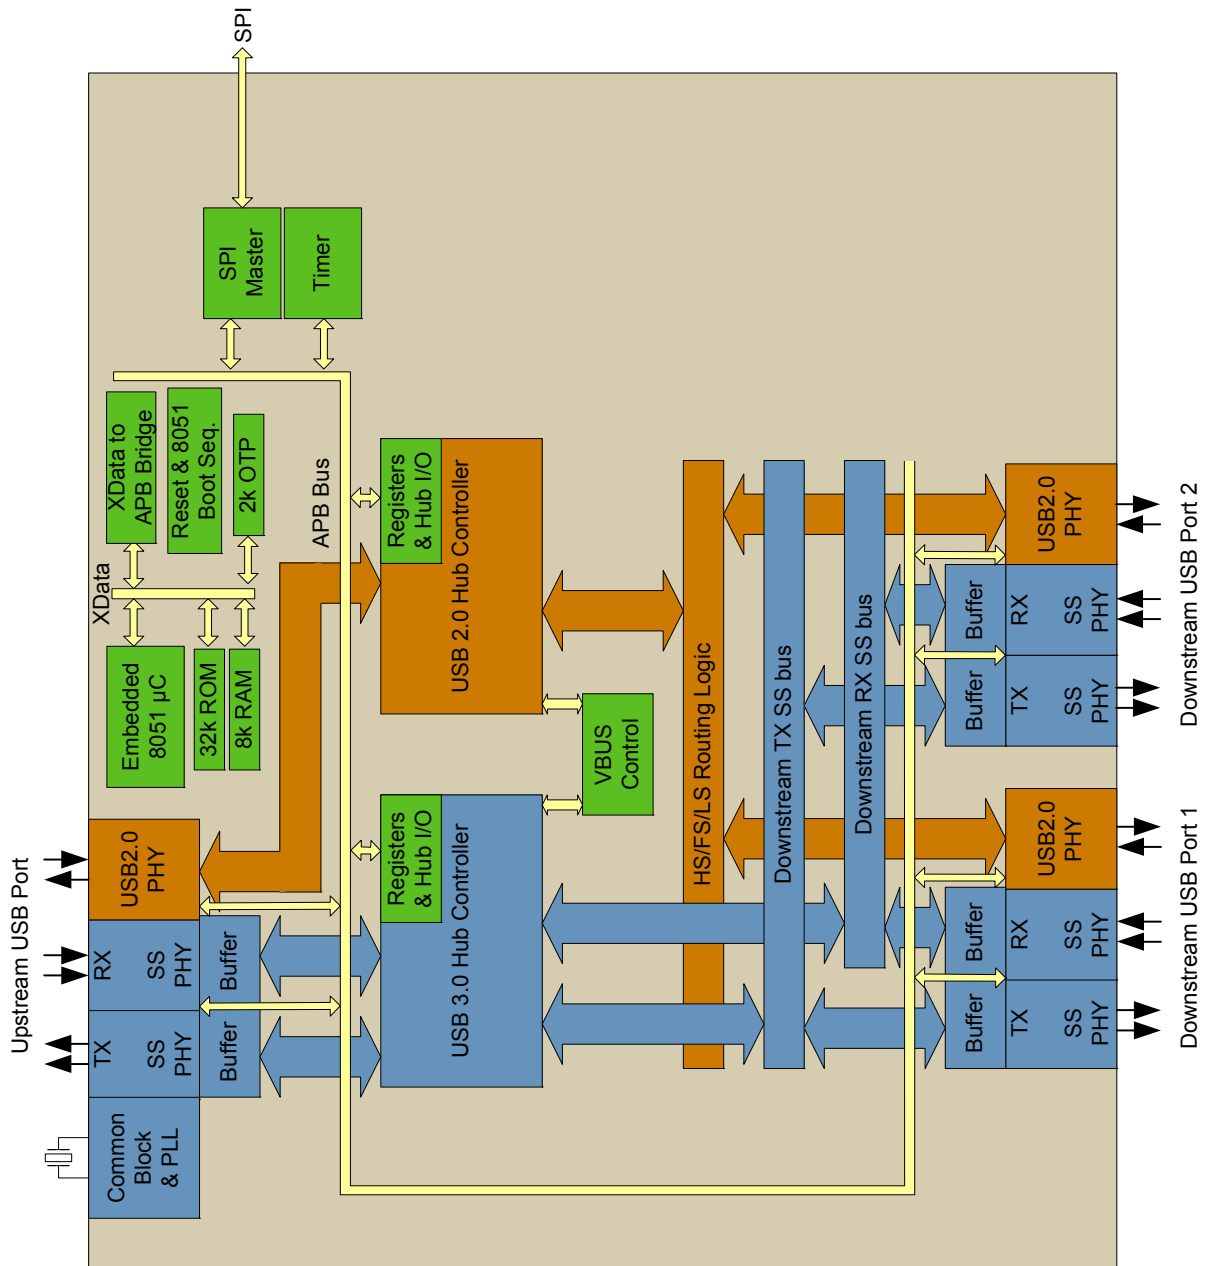 Upstream USB Port
Common
Block
& PLL
TX
SS
PHY
Buffer
RX
SS
PHY
Buffer
USB2.0
PHY
Embedded
8051 µC
32k ROM
8k RAM
XData
XData to
APB Bridge
Reset & 8051
Boot Seq.
2k OTP
SPI
Master
Timer
SPI
APB Bus
Registers
& Hub I/O
USB 3.0 Hub Controller
Registers
& Hub I/O
USB 2.0 Hub Controller
VBUS
Control
HS/FS/LS Routing Logic
Downstream TX SS bus
Downstream RX SS bus
Buffer
TX
SS
PHY
Buffer
RX
SS
PHY
USB2.0
PHY
Buffer
TX
SS
PHY
Buffer
RX
SS
PHY
USB2.0
PHY
Downstream USB Port 1
Downstream USB Port 2